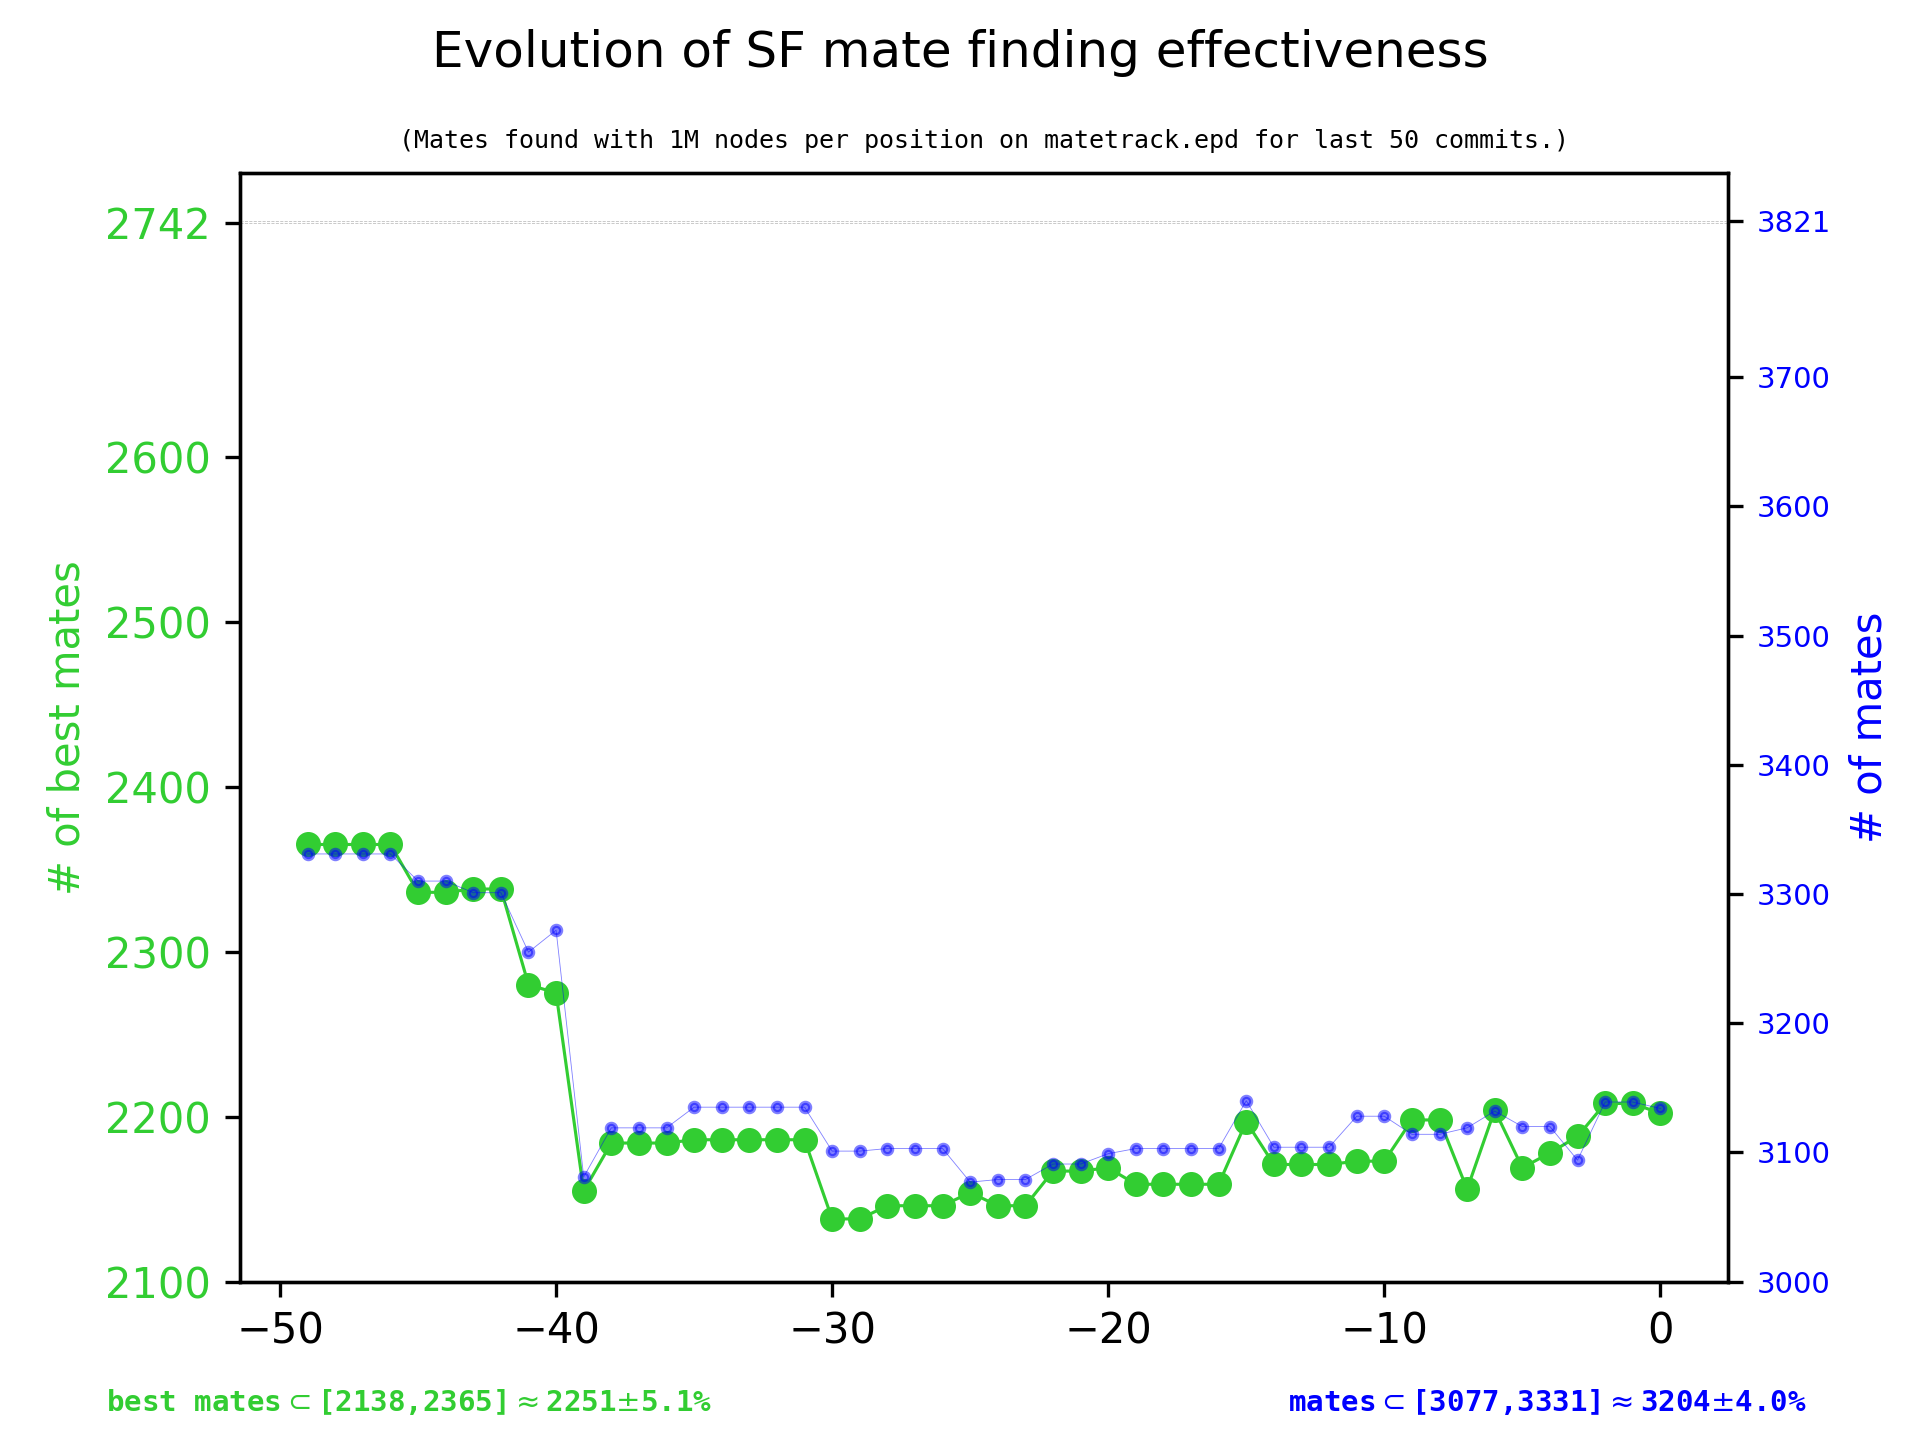 Evolution of SF mate finding effectiveness
(Mates found with 1M nodes per position on matetrack.epd for last 50 commits.)
# of best mates
2742
2600
2500
2400
2300
2200
2100
3821
3700
3600
3500
3400
3300
3200
3100
3000
# of mates
−50 −40 −30 −20 −10 0
best mates ⊂ [2138,2365] ≈ 2251±5.1%
mates ⊂ [3077,3331] ≈ 3204±4.0%